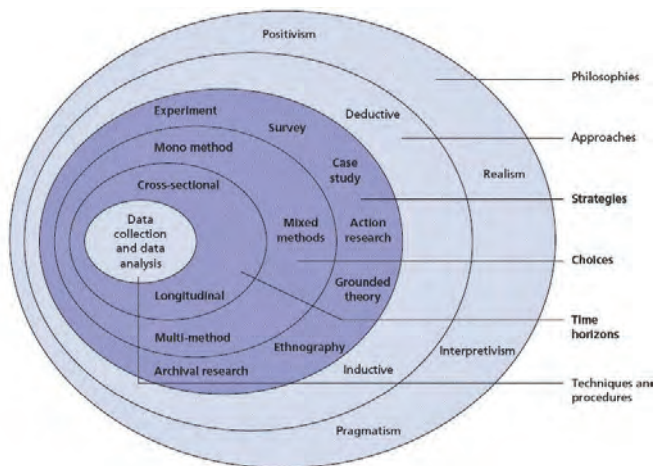 Positivism
Philosophies
Experiment
Deductive
Survey
Approaches
Mono method
Case
study
Realism
Cross-sectional
Strategies
Data
collection
and data
analysis
Mixed
methods
Action
research
Choices
Longitudinal
Grounded
theory
Time
horizons
Multi-method
Ethnography
Interpretivism
Archival research
Inductive
Techniques and
procedures
Pragmatism